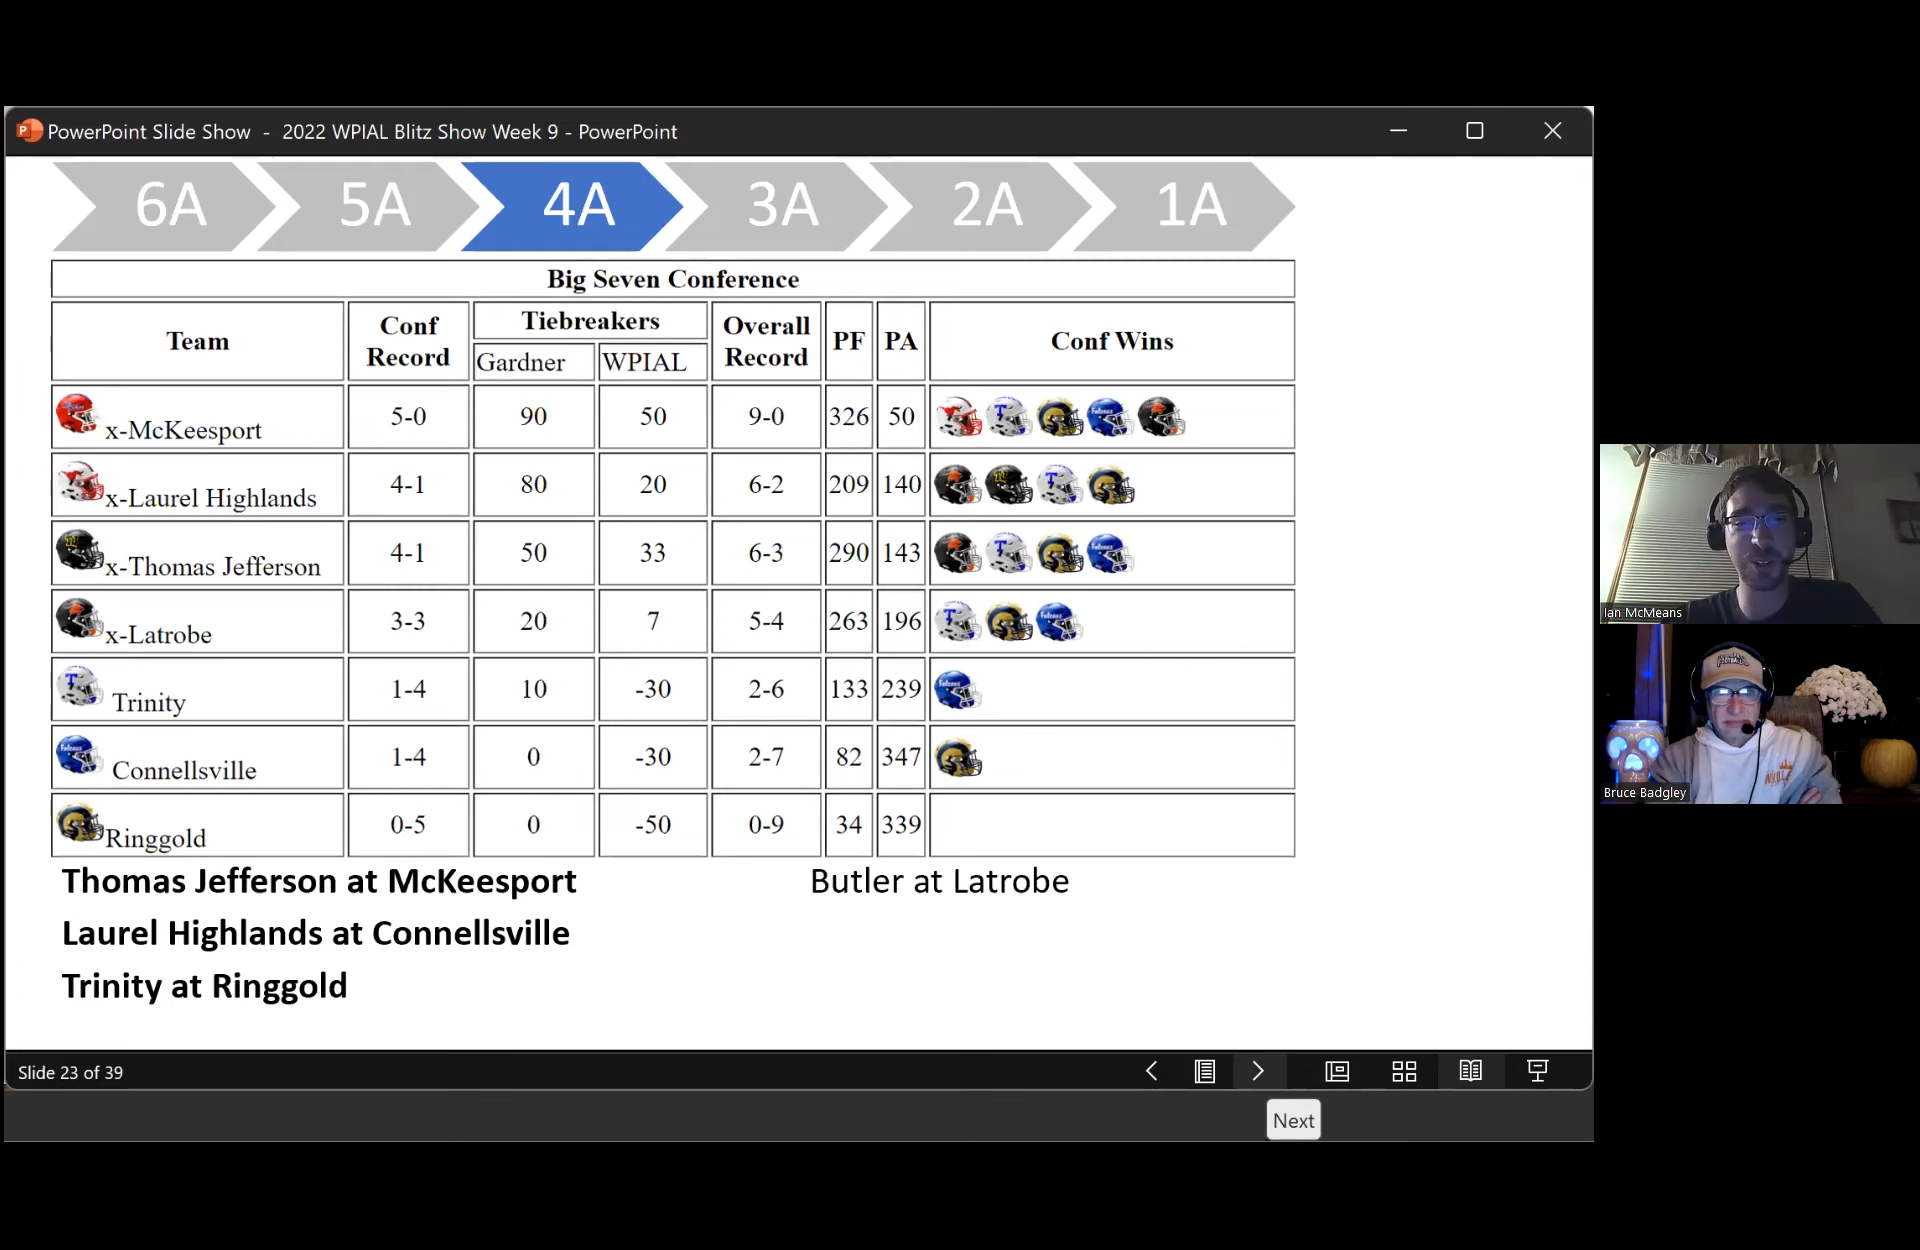 PowerPoint Slide Show - 2022 WPIAL Blitz Show Week 9 - PowerPoint
6A 5A 4A 3A 2A 1A
Big Seven Conference
Team Conf Record Tiebreakers Overall Record PF PA Conf Wins
Gardner WPIAL
x-McKeesport 5-0 90 50 9-0 326 50
x-Laurel Highlands 4-1 80 20 6-2 209 140
x-Thomas Jefferson 4-1 50 33 6-3 290 143
x-Latrobe 3-3 20 7 5-4 263 196
Trinity 1-4 10 -30 2-6 133 239
Connellsville 1-4 0 -30 2-7 82 347
Ringgold 0-5 0 -50 0-9 34 339
Thomas Jefferson at McKeesport Butler at Latrobe
Laurel Highlands at Connellsville
Trinity at Ringgold
Slide 23 of 39
Next
Ian McMeans
Bruce Badgley